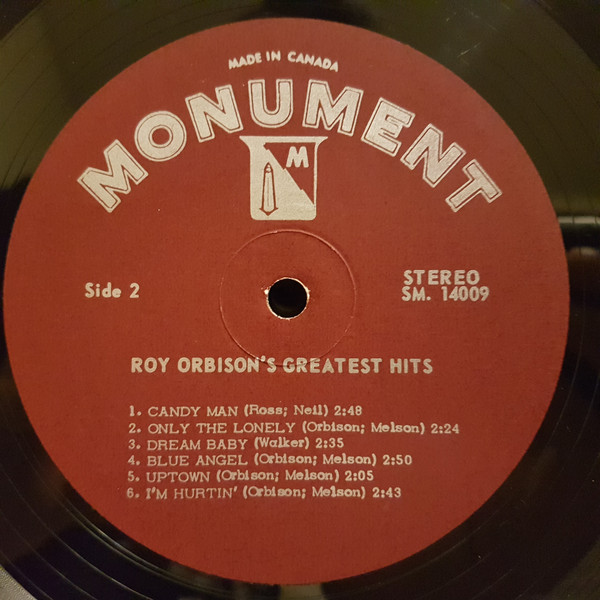 MADE IN CANADA
MONUMENT
M
Side 2
STEREO
SM. 14009
ROY ORBISON'S GREATEST HITS
1. CANDY MAN (Ross; Neil) 2:48
2. ONLY THE LONELY (Orbison; Melson) 2:24
3. DREAM BABY (Walker) 2:35
4. BLUE ANGEL (Orbison; Melson) 2:50
5. UPTOWN (Orbison; Melson) 2:05
6. I'M HURTIN' (Orbison; Melson) 2:43